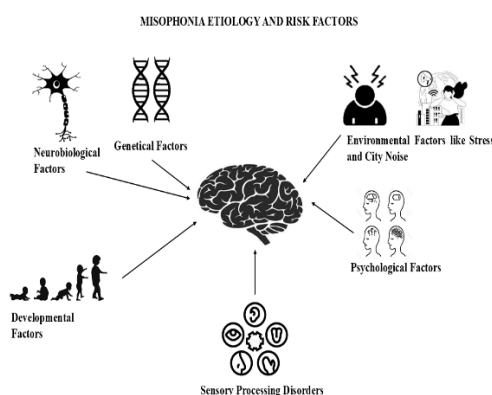 MISOPHONIA ETIOLOGY AND RISK FACTORS
Neurobiological
Factors
Genetical Factors
Environmental Factors like Stress
and City Noise
Psychological Factors
Developmental
Factors
Sensory Processing Disorders